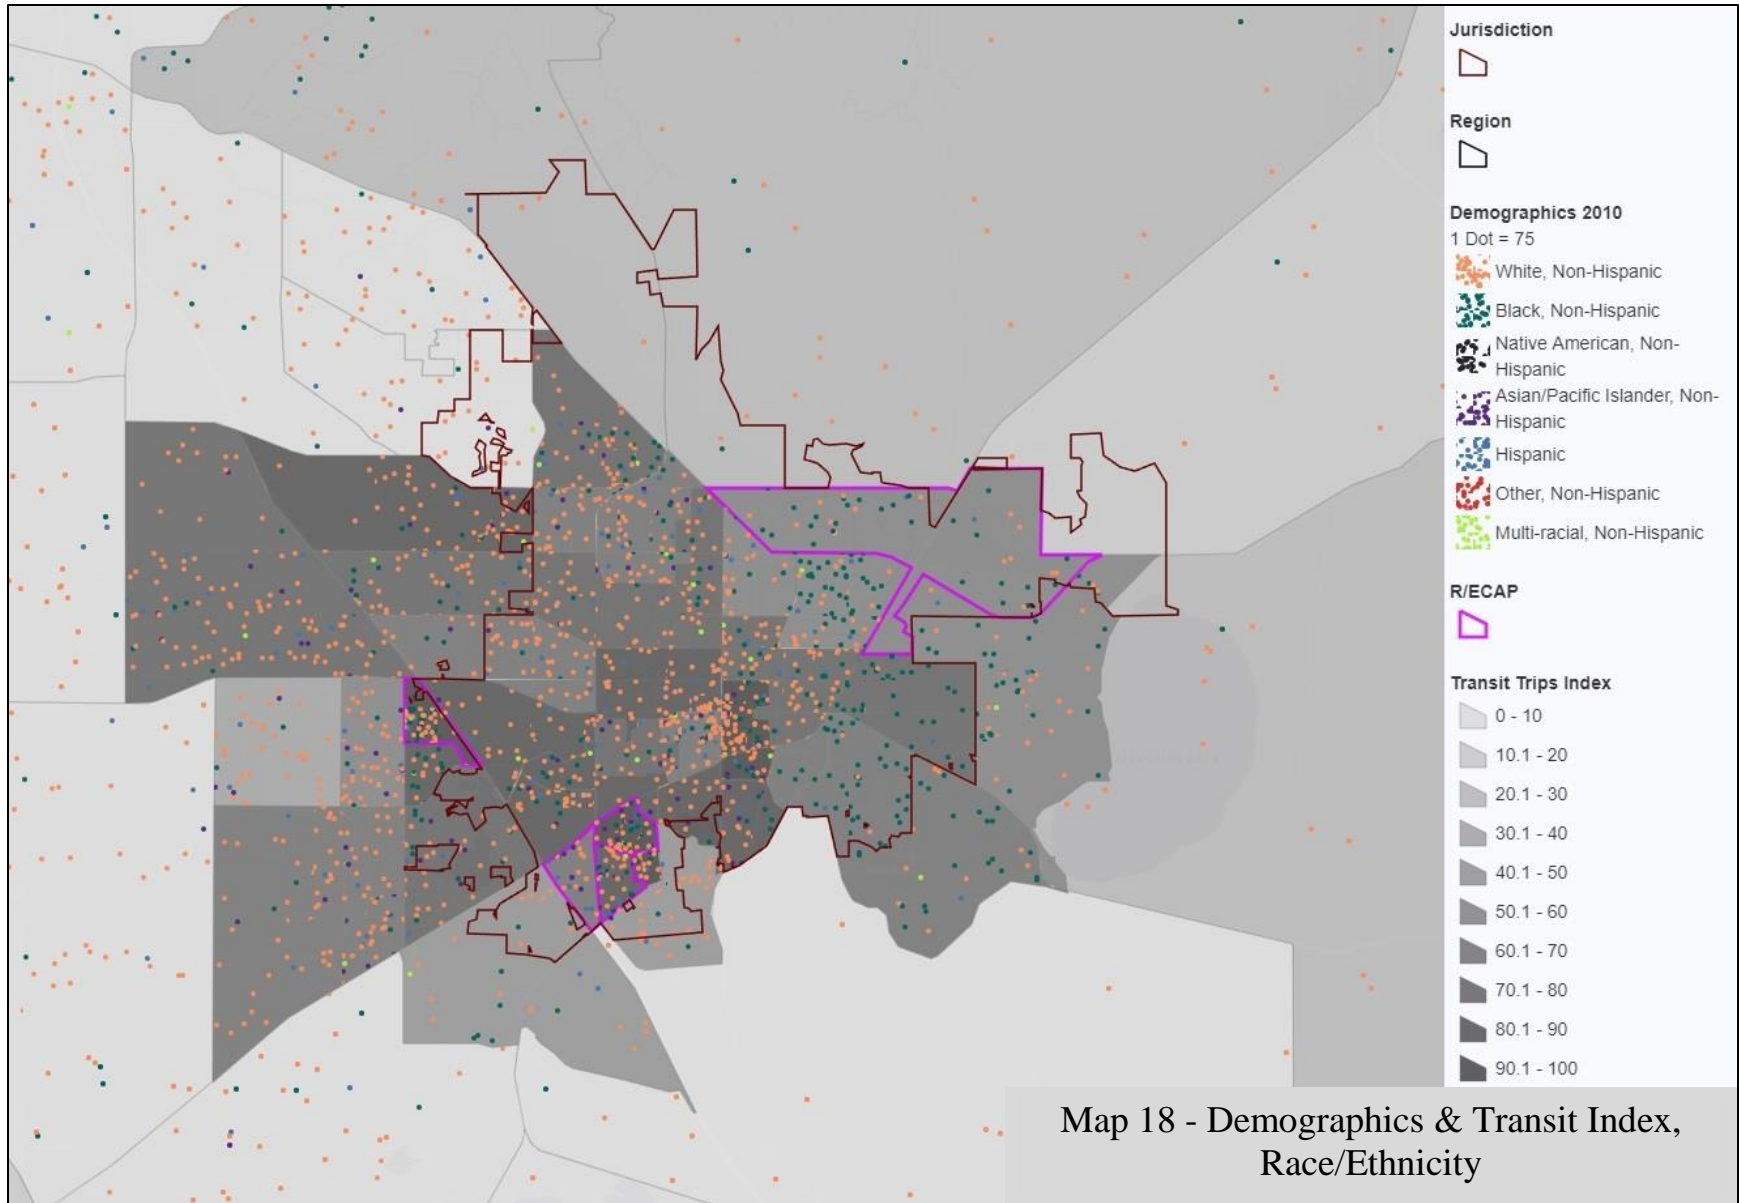 Jurisdiction
Region
Demographics 2010
1 Dot = 75
White, Non-Hispanic
Black, Non-Hispanic
Native American, Non-
Hispanic
Asian/Pacific Islander, Non-
Hispanic
Hispanic
Other, Non-Hispanic
Multi-racial, Non-Hispanic
R/ECAP
Transit Trips Index
0 - 10
10.1 - 20
20.1 - 30
30.1 - 40
40.1 - 50
50.1 - 60
60.1 - 70
70.1 - 80
80.1 - 90
90.1 - 100
Map 18 - Demographics & Transit Index,
Race/Ethnicity